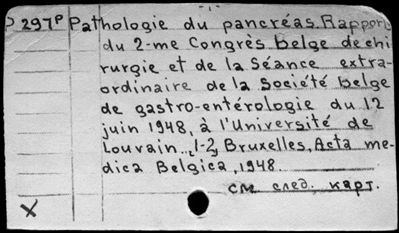 297P Pathologie du pancréas. Rapports
du 2-me Congrès belge de chi
rurgie et de la Séance extra-
ordinaire de la Société belge
de gastro-entérologie du 12
juin 1948, à l'Université de
Louvain., 1-2, Bruxelles, Acta me-
dica Belgica, 1948.
см. след. карт.
X